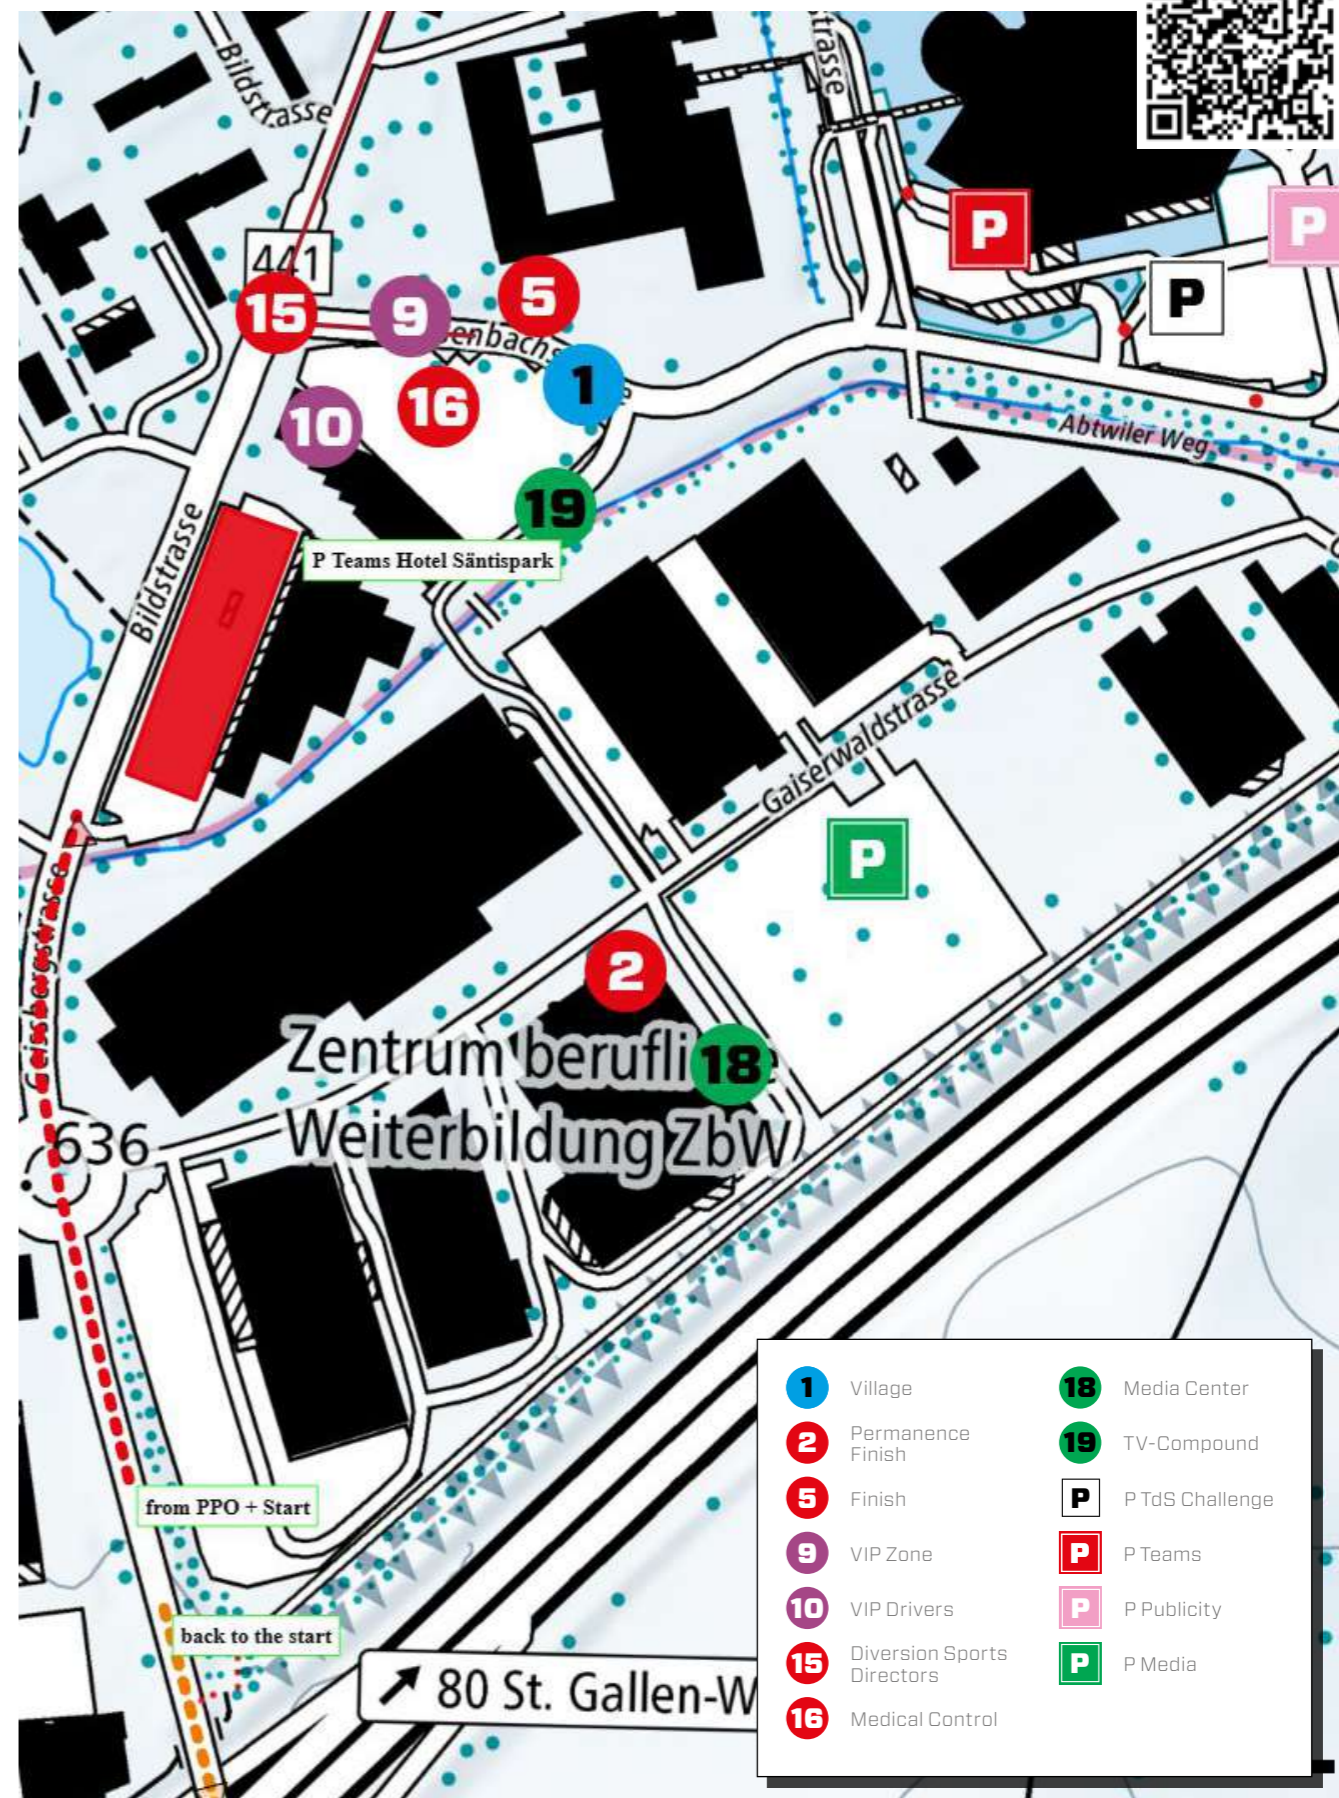 Bildstrasse
strasse
441
15
9
5
senbachs
1
e
10
16
19
P
P
P
Abtwiler Weg
Bildstrasse
P Teams Hotel Säntispark
Gaiserwaldstrasse
P
Geissbergstrasse
2
Zentrum berufli
18
e
Weiterbildung ZbW
636
from PPO + Start
back to the start
80 St. Gallen-W
1 Village
2 Permanence
Finish
5 Finish
9 VIP Zone
10 VIP Drivers
15 Diversion Sports
Directors
16 Medical Control
18 Media Center
19 TV-Compound
P P TdS Challenge
P P Teams
P P Publicity
P P Media